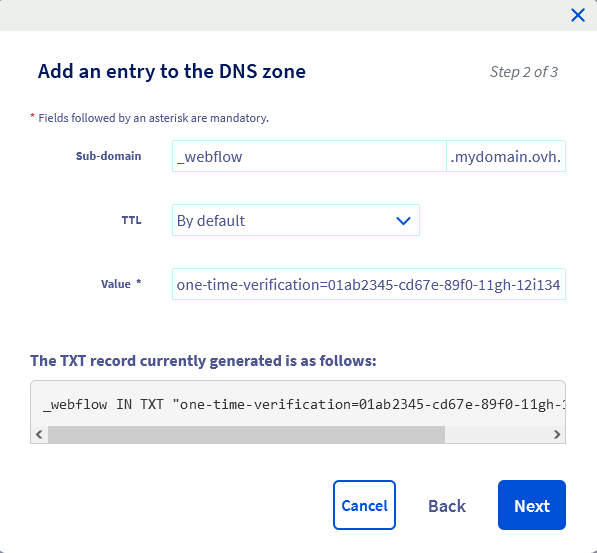 Add an entry to the DNS zone
Step 2 of 3
* Fields followed by an asterisk are mandatory.
Sub-domain _webflow .mydomain.ovh.
TTL By default
Value * one-time-verification=01ab2345-cd67e-89f0-11gh-12i134
The TXT record currently generated is as follows:
_webflow IN TXT "one-time-verification=01ab2345-cd67e-89f0-11gh-1
Cancel Back Next